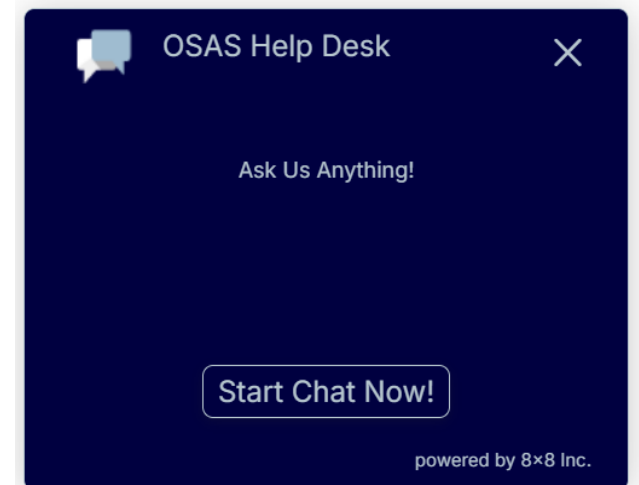 OSAS Help Desk
Ask Us Anything!
Start Chat Now!
powered by 8×8 Inc.